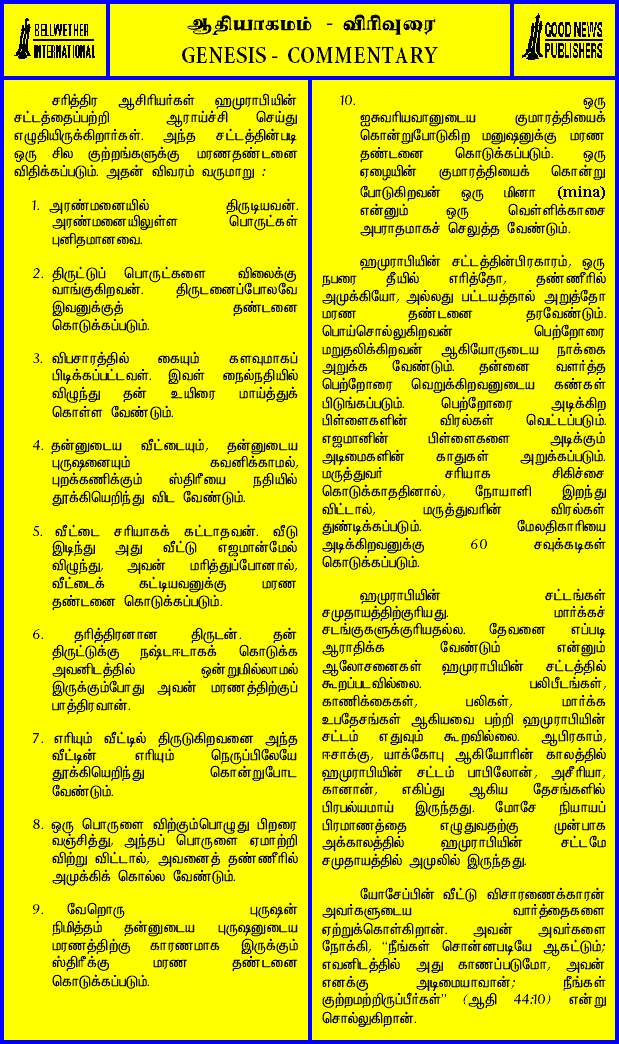 BELLWETHER
INTERNATIONAL
ஆதியாகமம் - விரிவுரை
GENESIS - COMMENTARY
GOOD NEWS
PUBLISHERS
சரித்திர ஆசிரியர்கள் ஹமுராபியின்
சட்டத்தைப்பற்றி ஆராய்ச்சி செய்து
எழுதியிருக்கிறார்கள். அந்த சட்டத்தின்படி
ஒரு சில குற்றங்களுக்கு மரணதண்டனை
விதிக்கப்படும். அதன் விவரம் வருமாறு :
1. அரண்மனையில் திருடியவன்.
அரண்மனையிலுள்ள பொருட்கள்
புனிதமானவை.
2. திருட்டுப் பொருட்களை விலைக்கு
வாங்குகிறவன். திருடனைப்போலவே
இவனுக்குத் தண்டனை
கொடுக்கப்படும்.
3. விபசாரத்தில் கையும் களவுமாகப்
பிடிக்கப்பட்டவள். இவள் நைல்நதியில்
விழுந்து தன் உயிரை மாய்த்துக்
கொள்ள வேண்டும்.
4. தன்னுடைய வீட்டையும், தன்னுடைய
புருஷனையும் கவனிக்காமல்,
புறக்கணிக்கும் ஸ்திரீயை நதியில்
தூக்கியெறிந்து விட வேண்டும்.
5. வீட்டை சரியாகக் கட்டாதவன். வீடு
இடிந்து அது வீட்டு எஜமான்மேல்
விழுந்து, அவன் மரித்துப்போனால்,
வீட்டைக் கட்டியவனுக்கு மரண
தண்டனை கொடுக்கப்படும்.
6. தரித்திரனான திருடன். தன்
திருட்டுக்கு நஷ்டஈடாகக் கொடுக்க
அவனிடத்தில் ஒன்றுமில்லாமல்
இருக்கும்போது அவன் மரணத்திற்குப்
பாத்திரவான்.
7. எரியும் வீட்டில் திருடுகிறவனை அந்த
வீட்டின் எரியும் நெருப்பிலேயே
தூக்கியெறிந்து கொன்றுபோட
வேண்டும்.
8. ஒரு பொருளை விற்கும்பொழுது பிறரை
வஞ்சித்து, அந்தப் பொருளை ஏமாற்றி
விற்று விட்டால், அவனைத் தண்ணீரில்
அமுக்கிக் கொல்ல வேண்டும்.
9. வேறொரு புருஷன்
நிமித்தம் தன்னுடைய புருஷனுடைய
மரணத்திற்கு காரணமாக இருக்கும்
ஸ்திரீக்கு மரண தண்டனை
கொடுக்கப்படும்.
10. ஒரு
ஐசுவரியவானுடைய குமாரத்தியைக்
கொன்றுபோடுகிற மனுஷனுக்கு மரண
தண்டனை கொடுக்கப்படும். ஒரு
ஏழையின் குமாரத்தியைக் கொன்று
போடுகிறவன் ஒரு மினா (mina)
என்னும் ஒரு வெள்ளிக்காசை
அபராதமாகச் செலுத்த வேண்டும்.
ஹமுராபியின் சட்டத்தின்பிரகாரம், ஒரு
நபரை தீயில் எரித்தோ, தண்ணீரில்
அமுக்கியோ, அல்லது பட்டயத்தால் அறுத்தோ
மரண தண்டனை தரவேண்டும்.
பொய்சொல்லுகிறவன் பெற்றோரை
மறுதலிக்கிறவன் ஆகியோருடைய நாக்கை
அறுக்க வேண்டும். தன்னை வளர்த்த
பெற்றோரை வெறுக்கிறவனுடைய கண்கள்
பிடுங்கப்படும். பெற்றோரை அடிக்கிற
பிள்ளைகளின் விரல்கள் வெட்டப்படும்.
எஜமானின் பிள்ளைகளை அடிக்கும்
அடிமைகளின் காதுகள் அறுக்கப்படும்.
மருத்துவர் சரியாக சிகிச்சை
கொடுக்காததினால், நோயாளி இறந்து
விட்டால், மருத்துவரின் விரல்கள்
துண்டிக்கப்படும். மேலதிகாரியை
அடிக்கிறவனுக்கு 60 சவுக்கடிகள்
கொடுக்கப்படும்.
ஹமுராபியின் சட்டங்கள்
சமுதாயத்திற்குரியது. மார்க்கச்
சடங்குகளுக்குரியதல்ல. தேவனை எப்படி
ஆராதிக்க வேண்டும் என்னும்
ஆலோசனைகள் ஹமுராபியின் சட்டத்தில்
கூறப்படவில்லை. பலிபீடங்கள்,
காணிக்கைகள், பலிகள், மார்க்க
உபதேசங்கள் ஆகியவை பற்றி ஹமுராபியின்
சட்டம் எதுவும் கூறவில்லை. ஆபிரகாம்,
ஈசாக்கு, யாக்கோபு ஆகியோரின் காலத்தில்
ஹமுராபியின் சட்டம் பாபிலோன், அசீரியா,
கானான், எகிப்து ஆகிய தேசங்களில்
பிரபல்யமாய் இருந்தது. மோசே நியாயப்
பிரமாணத்தை எழுதுவதற்கு முன்பாக
அக்காலத்தில் ஹமுராபியின் சட்டமே
சமுதாயத்தில் அமுலில் இருந்தது.
யோசேப்பின் வீட்டு விசாரணைக்காரன்
அவர்களுடைய வார்த்தைகளை
ஏற்றுக்கொள்கிறான். அவன் அவர்களை
நோக்கி, “நீங்கள் சொன்னபடியே ஆகட்டும்;
எவனிடத்தில் அது காணப்படுமோ, அவன்
எனக்கு அடிமையாவான்; நீங்கள்
குற்றமற்றிருப்பீர்கள்” (ஆதி 44:10) என்று
சொல்லுகிறான்.